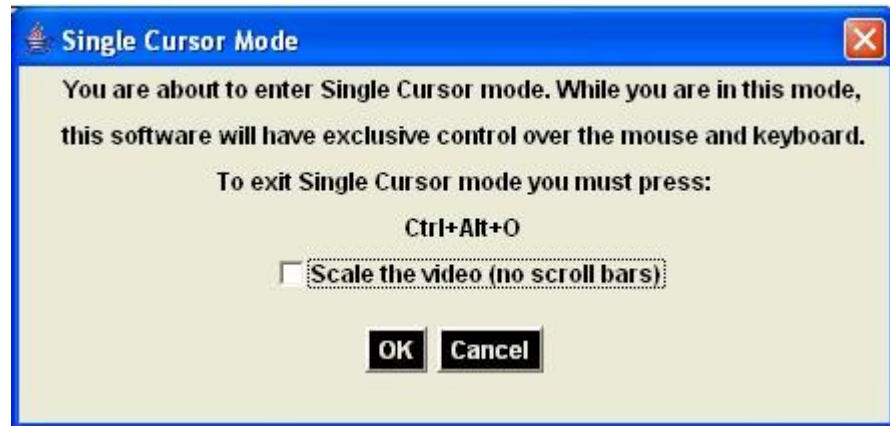 Single Cursor Mode
You are about to enter Single Cursor mode. While you are in this mode,
this software will have exclusive control over the mouse and keyboard.
To exit Single Cursor mode you must press:
Ctrl+Alt+O
Scale the video (no scroll bars)
OK Cancel